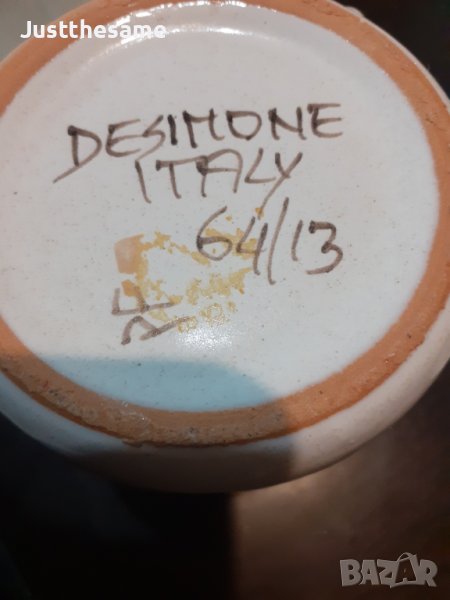 Justthesame
DESIMONE
ITALY
64/13
BAZAR